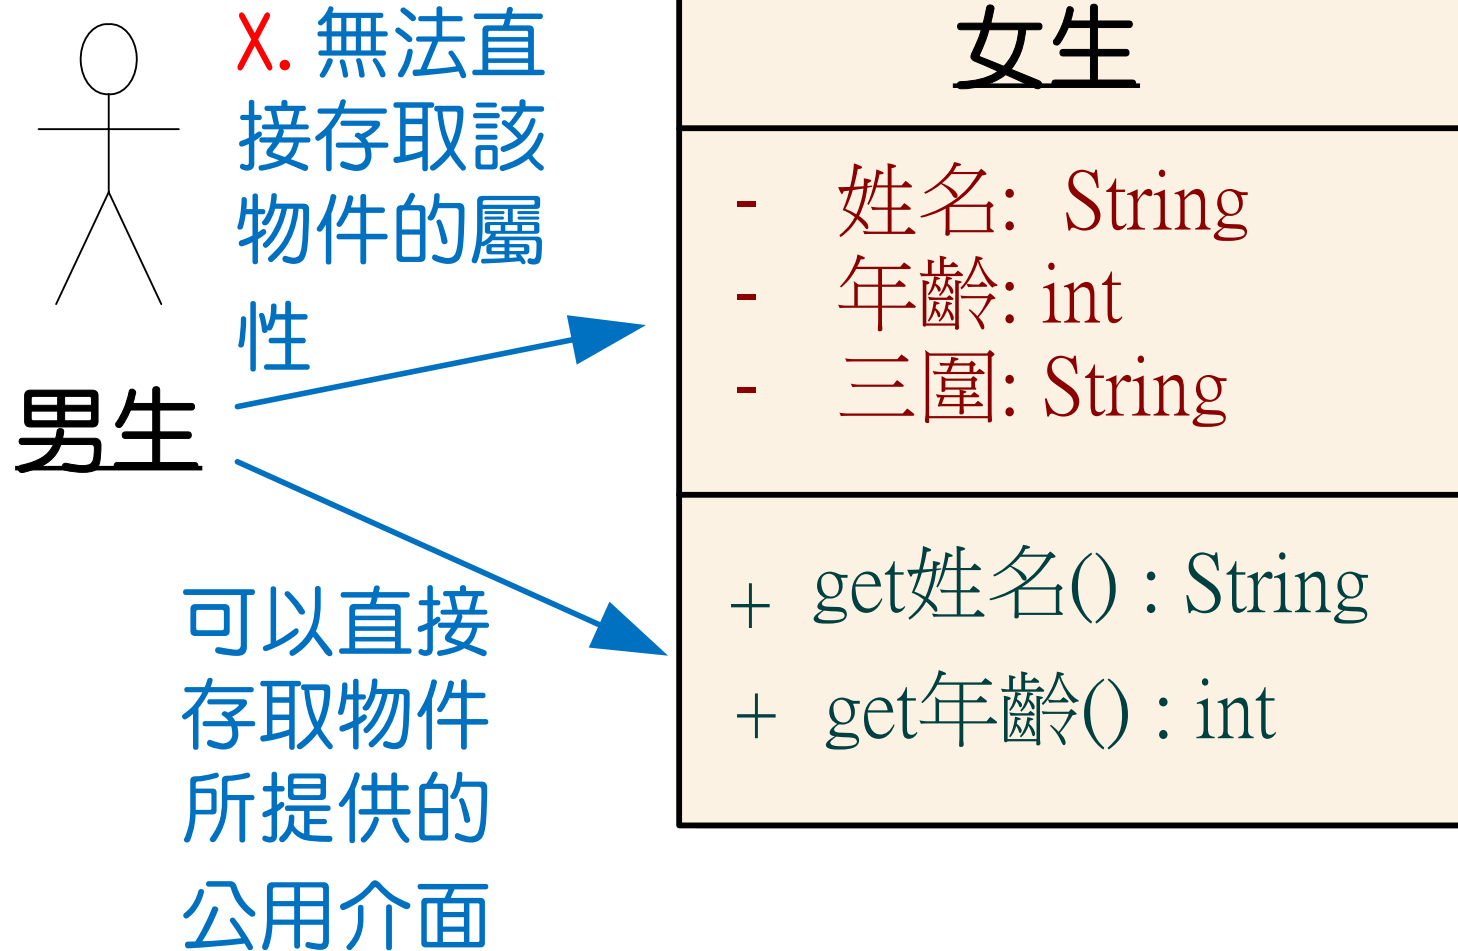 X. 無法直
接存取該
物件的屬
性
男生
可以直接
存取物件
所提供的
公用介面
女生
- 姓名: String
- 年齡: int
- 三圍: String
+ get姓名() : String
+ get年齡() : int